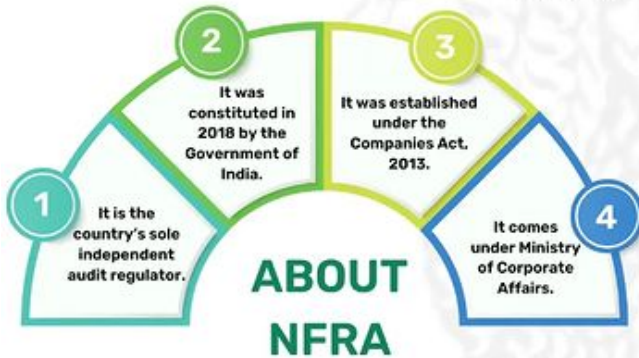 1
It is the
country's sole
independent
audit regulator.
2
It was
constituted in
2018 by the
Government of
India.
3
It was established
under the
Companies Act,
2013.
4
It comes
under Ministry
of Corporate
Affairs.
ABOUT
NFRA